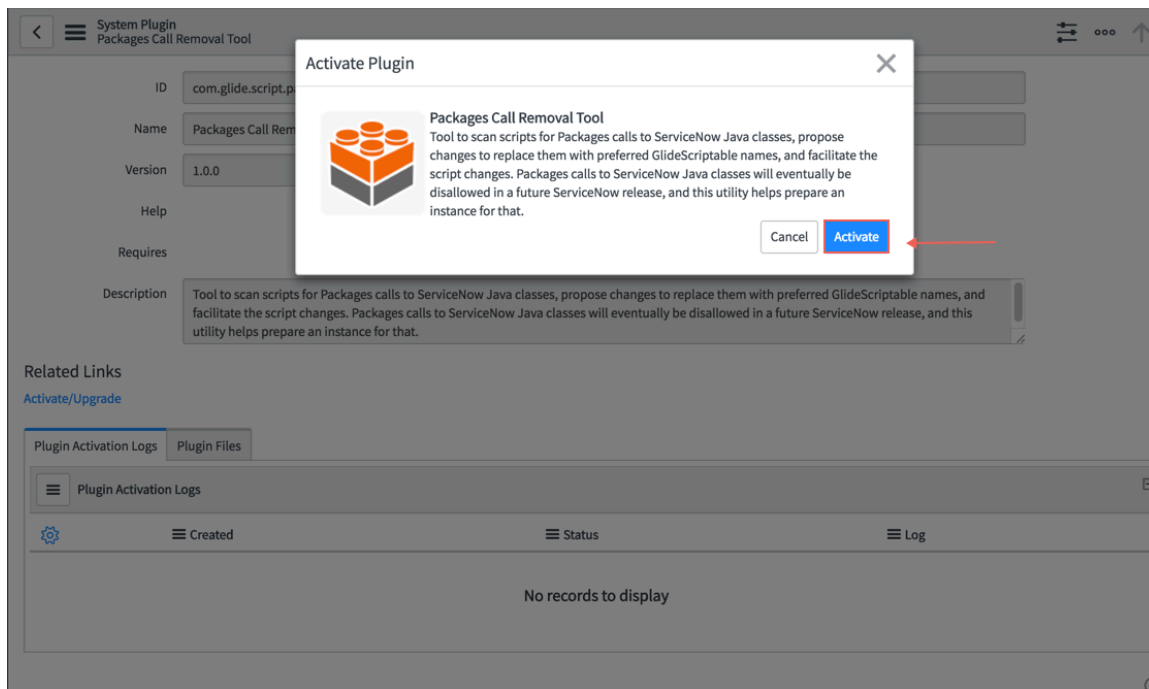 System Plugin
Packages Call Removal Tool
Activate Plugin
Packages Call Removal Tool
Tool to scan scripts for Packages calls to ServiceNow Java classes, propose
changes to replace them with preferred GlideScriptable names, and facilitate the
script changes. Packages calls to ServiceNow Java classes will eventually be
disallowed in a future ServiceNow release, and this utility helps prepare an
instance for that.
Cancel Activate
ID com.glide.script.p
Name Packages Call Rem
Version 1.0.0
Help
Requires
Description Tool to scan scripts for Packages calls to ServiceNow Java classes, propose changes to replace them with preferred GlideScriptable names, and
facilitate the script changes. Packages calls to ServiceNow Java classes will eventually be disallowed in a future ServiceNow release, and this
utility helps prepare an instance for that.
Related Links
Activate/Upgrade
Plugin Activation Logs Plugin Files
Plugin Activation Logs
Created Status Log
No records to display